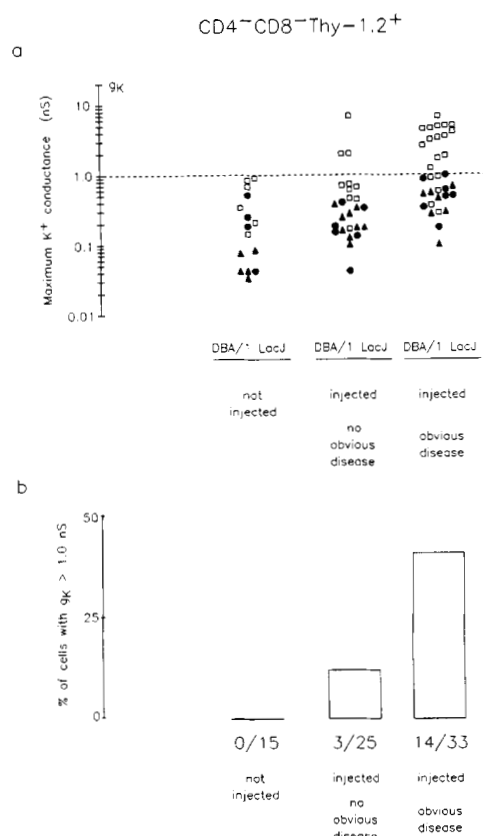 CD4⁻CD8⁻Thy-1.2⁺
a
gK
Maximum K⁺ conductance (nS)
10.0
1.0
0.1
0.01
DBA/1 LacJ DBA/1 LacJ DBA/1 LacJ
not injected
injected
no obvious disease
injected
obvious disease
b
% of cells with gK > 1.0 nS
50
25
0
0/15 3/25 14/33
not injected
injected
no obvious disease
injected
obvious disease